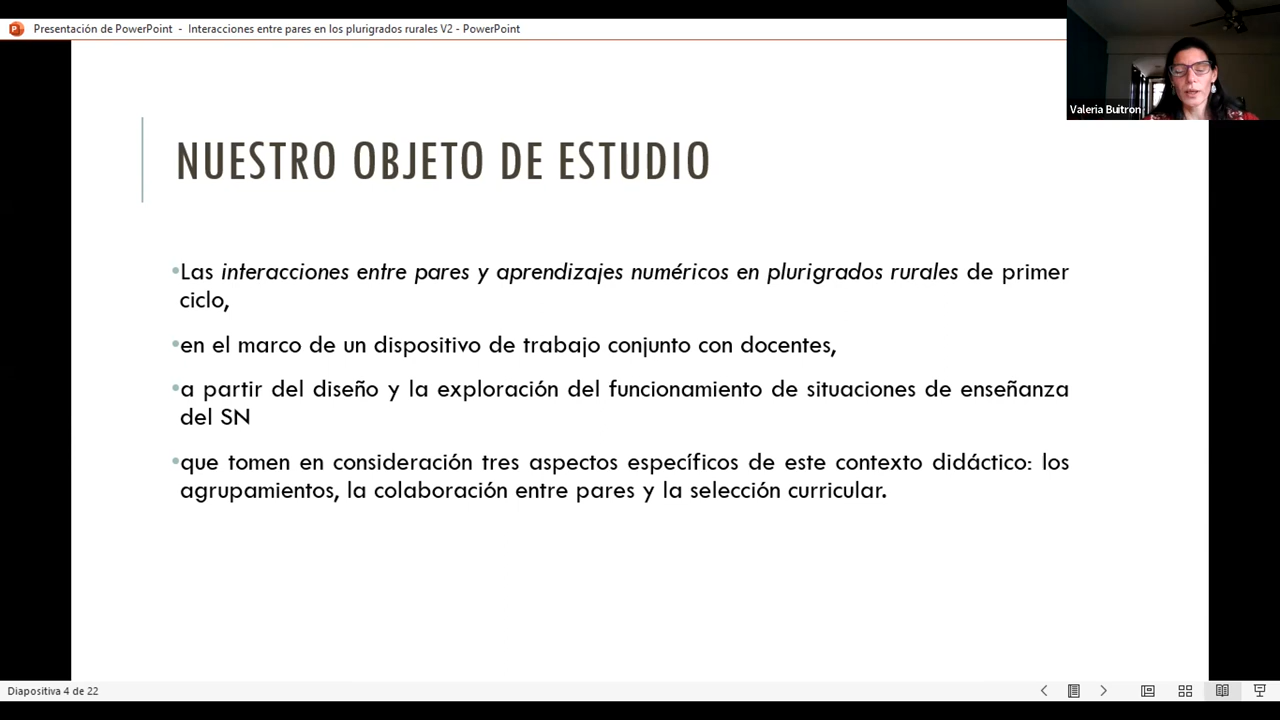 Presentación de PowerPoint - Interacciones entre pares en los plurigrados rurales V2 - PowerPoint
Valeria Buitron
NUESTRO OBJETO DE ESTUDIO
•Las interacciones entre pares y aprendizajes numéricos en plurigrados rurales de primer
ciclo,
•en el marco de un dispositivo de trabajo conjunto con docentes,
•a partir del diseño y la exploración del funcionamiento de situaciones de enseñanza
del SN
•que tomen en consideración tres aspectos específicos de este contexto didáctico: los
agrupamientos, la colaboración entre pares y la selección curricular.
Diapositiva 4 de 22